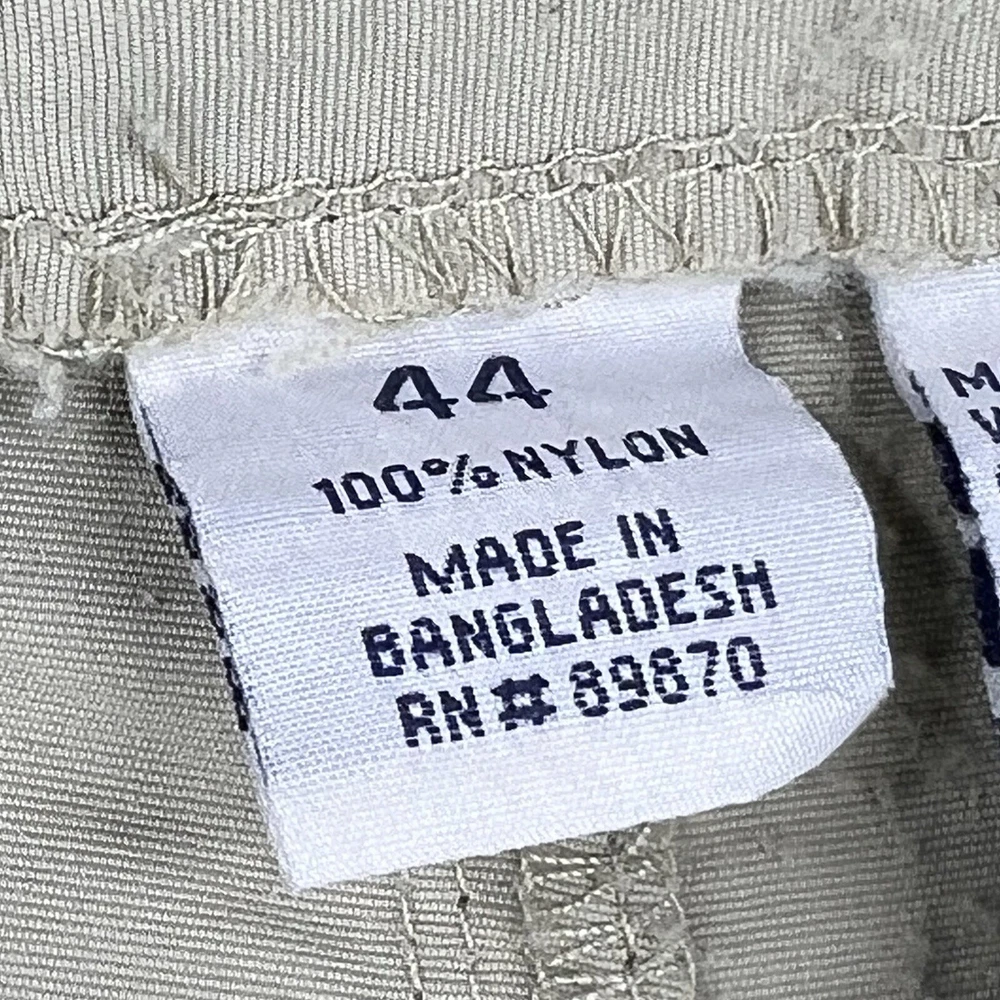 44
100% NYLON
MADE IN
BANGLADESH
RN# 89870